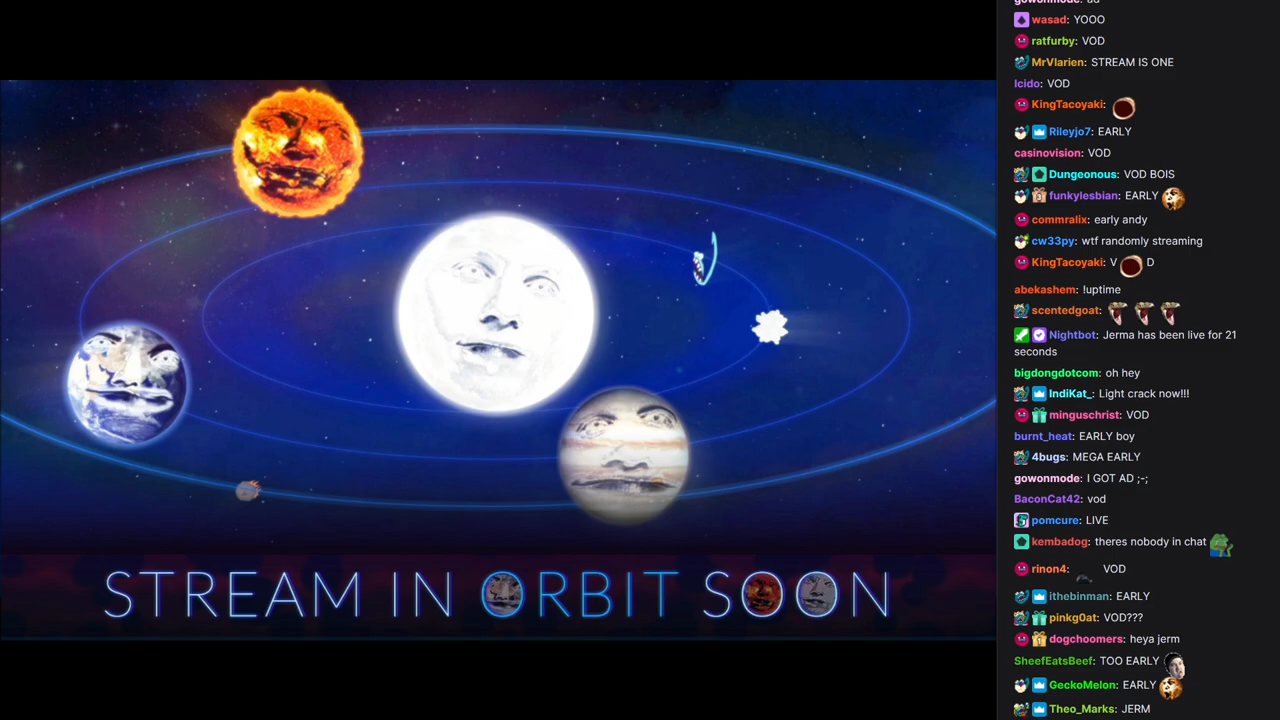 STREAM IN ORBIT SOON
gowonmode: ad
wasad: YOOO
ratfurby: VOD
MrVlarien: STREAM IS ONE
Icido: VOD
KingTacoyaki:
Rileyjo7: EARLY
casinovision: VOD
Dungeonous: VOD BOIS
funkylesbian: EARLY
commralix: early andy
cw33py: wtf randomly streaming
KingTacoyaki: V D
abekashem: !uptime
scentedgoat:
Nightbot: Jerma has been live for 21
seconds
bigdongdotcom: oh hey
IndiKat_: Light crack now!!!
minguschrist: VOD
burnt_heat: EARLY boy
4bugs: MEGA EARLY
gowonmode: I GOT AD ;-;
BaconCat42: vod
pomcure: LIVE
kembadog: theres nobody in chat
rinon4: VOD
ithebinman: EARLY
pinkg0at: VOD???
dogchoomers: heya jerm
SheefEatsBeef: TOO EARLY
GeckoMelon: EARLY
Theo_Marks: JERM